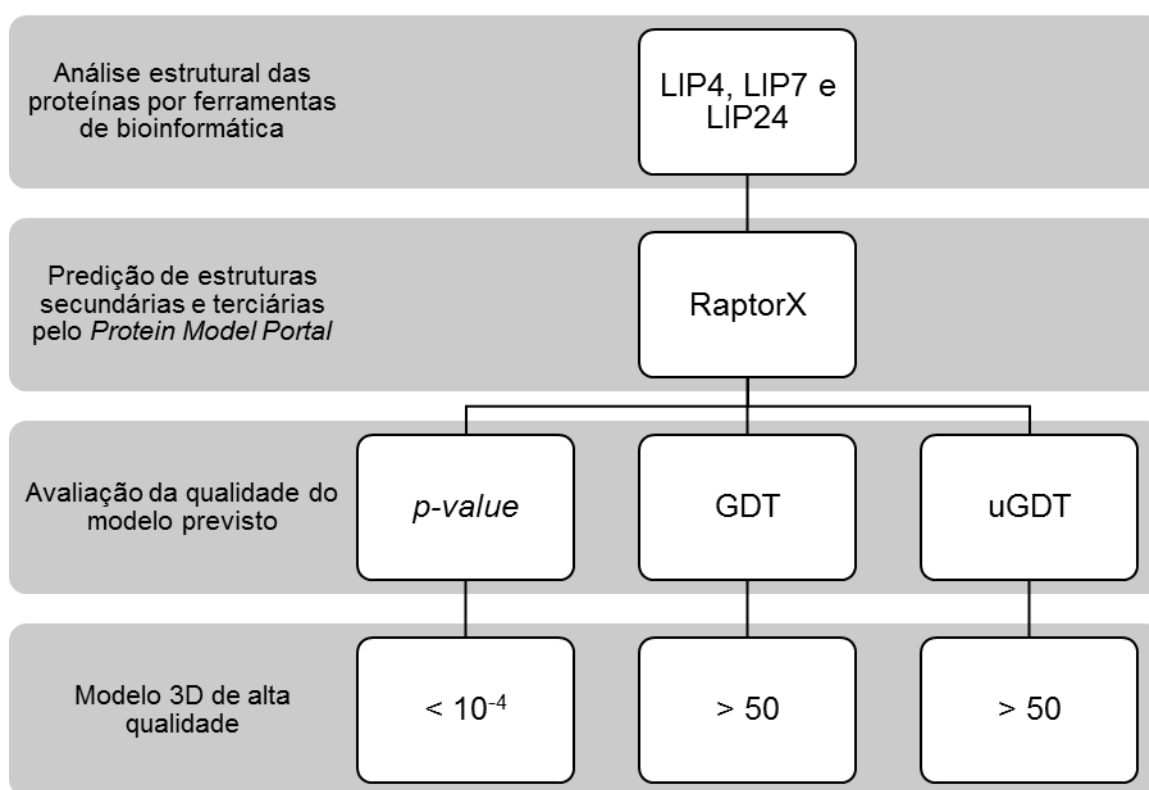 Análise estrutural das
proteínas por ferramentas
de bioinformática
LIP4, LIP7 e
LIP24
Predição de estruturas
secundárias e terciárias
pelo Protein Model Portal
RaptorX
Avaliação da qualidade do
modelo previsto
p-value
GDT
uGDT
Modelo 3D de alta
qualidade
< 10⁻⁴
> 50
> 50